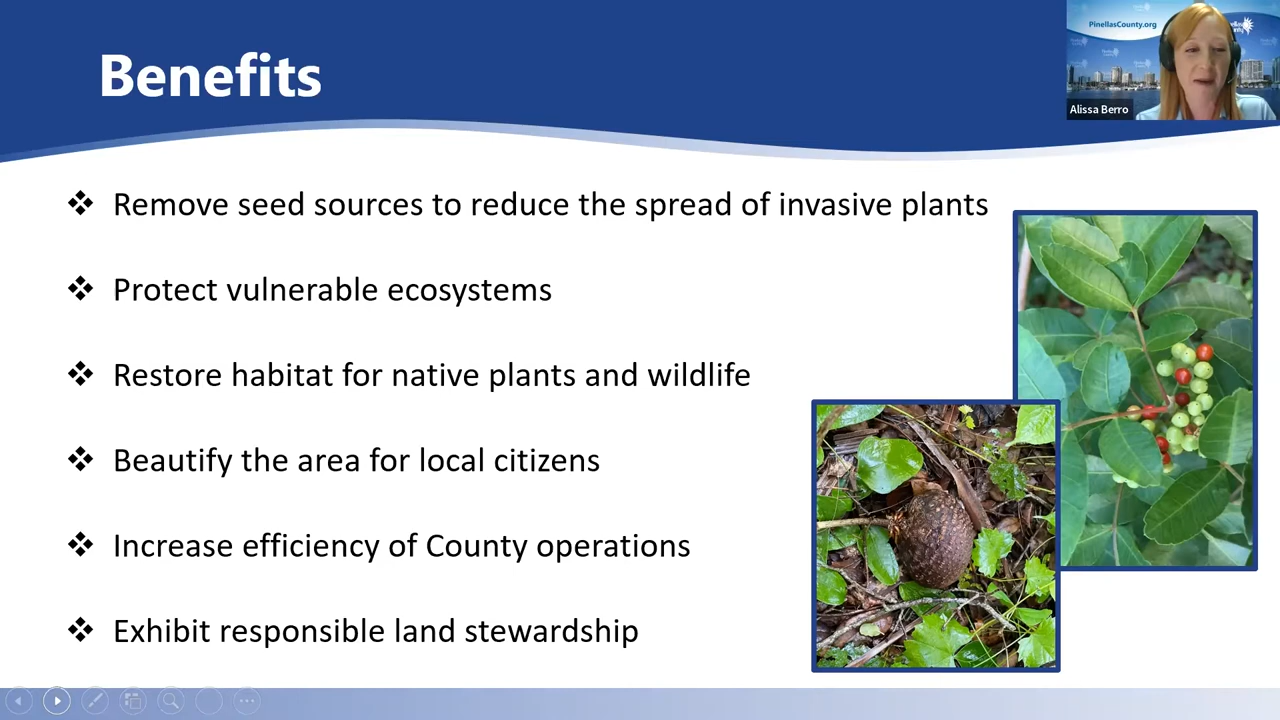 Benefits
PinellasCounty.org
Alissa Berro
Remove seed sources to reduce the spread of invasive plants
Protect vulnerable ecosystems
Restore habitat for native plants and wildlife
Beautify the area for local citizens
Increase efficiency of County operations
Exhibit responsible land stewardship